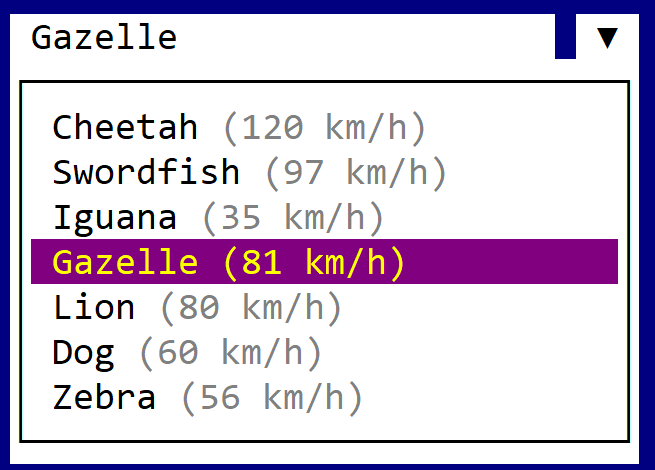 Gazelle ▼
Cheetah (120 km/h)
Swordfish (97 km/h)
Iguana (35 km/h)
Gazelle (81 km/h)
Lion (80 km/h)
Dog (60 km/h)
Zebra (56 km/h)